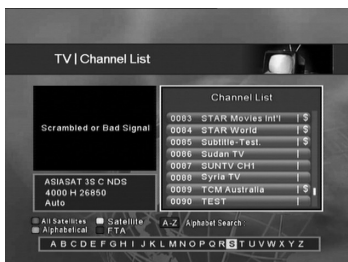 TV | Channel List
Channel List
Scrambled or Bad Signal
0083 STAR Movies Int'l | $
0084 STAR World | $
0085 Subtitle-Test. | $
0086 Sudan TV |
0087 SUNTV CH1 |
0088 Syria TV |
0089 TCM Australia | $
0090 TEST |
ASIASAT 3S C NDS
4000 H 26850
Auto
All Satellites Satellite
Alphabetical FTA
A-Z Alphabet Search
A B C D E F G H I J K L M N O P Q R S T U V W X Y Z